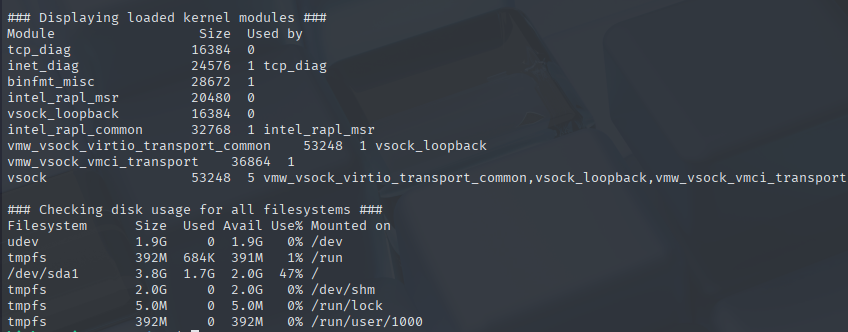 ### Displaying loaded kernel modules ###
Module                  Size  Used by
tcp_diag               16384  0
inet_diag              24576  1 tcp_diag
binfmt_misc            28672  1
intel_rapl_msr         20480  0
vsock_loopback         16384  0
intel_rapl_common      32768  1 intel_rapl_msr
vmw_vsock_virtio_transport_common    53248  1 vsock_loopback
vmw_vsock_vmci_transport    36864  1
vsock                  53248  5 vmw_vsock_virtio_transport_common,vsock_loopback,vmw_vsock_vmci_transport
### Checking disk usage for all filesystems ###
Filesystem      Size  Used Avail Use% Mounted on
udev            1.9G     0  1.9G   0% /dev
tmpfs           392M  684K  391M   1% /run
/dev/sda1       3.8G  1.7G  2.0G  47% /
tmpfs           2.0G     0  2.0G   0% /dev/shm
tmpfs           5.0M     0  5.0M   0% /run/lock
tmpfs           392M     0  392M   0% /run/user/1000